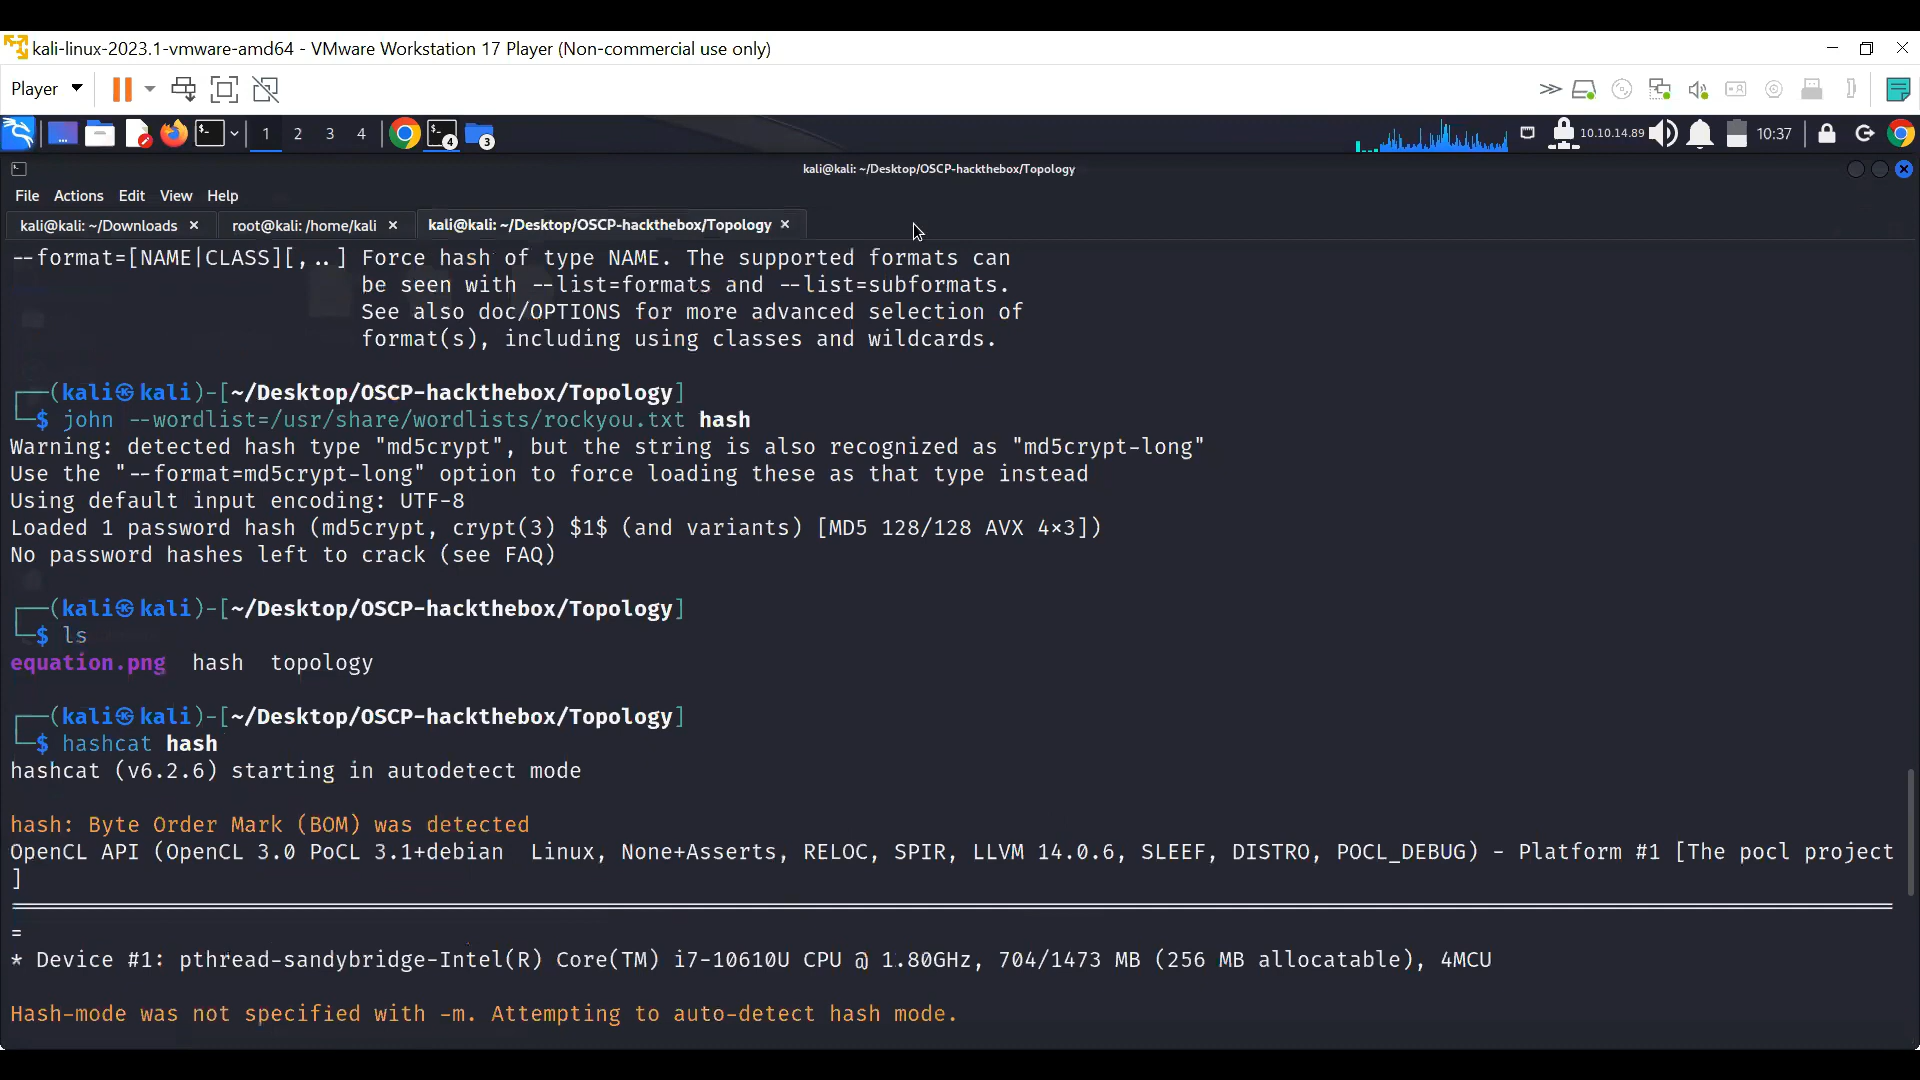 kali-linux-2023.1-vmware-amd64 - VMware Workstation 17 Player (Non-commercial use only)
Player
1 2 3 4
4
3
10.10.14.89
10:37
kali@kali: ~/Desktop/OSCP-hackthebox/Topology
File Actions Edit View Help
kali@kali: ~/Downloads × root@kali: /home/kali × kali@kali: ~/Desktop/OSCP-hackthebox/Topology ×
--format=[NAME|CLASS][,..] Force hash of type NAME. The supported formats can
be seen with --list=formats and --list=subformats.
See also doc/OPTIONS for more advanced selection of
format(s), including using classes and wildcards.
┌──(kali㉿kali)-[~/Desktop/OSCP-hackthebox/Topology]
└─$ john --wordlist=/usr/share/wordlists/rockyou.txt hash
Warning: detected hash type "md5crypt", but the string is also recognized as "md5crypt-long"
Use the "--format=md5crypt-long" option to force loading these as that type instead
Using default input encoding: UTF-8
Loaded 1 password hash (md5crypt, crypt(3) $1$ (and variants) [MD5 128/128 AVX 4×3])
No password hashes left to crack (see FAQ)
┌──(kali㉿kali)-[~/Desktop/OSCP-hackthebox/Topology]
└─$ ls
equation.png hash topology
┌──(kali㉿kali)-[~/Desktop/OSCP-hackthebox/Topology]
└─$ hashcat hash
hashcat (v6.2.6) starting in autodetect mode
hash: Byte Order Mark (BOM) was detected
OpenCL API (OpenCL 3.0 PoCL 3.1+debian  Linux, None+Asserts, RELOC, SPIR, LLVM 14.0.6, SLEEF, DISTRO, POCL_DEBUG) - Platform #1 [The pocl project
]
=
* Device #1: pthread-sandybridge-Intel(R) Core(TM) i7-10610U CPU @ 1.80GHz, 704/1473 MB (256 MB allocatable), 4MCU
Hash-mode was not specified with -m. Attempting to auto-detect hash mode.